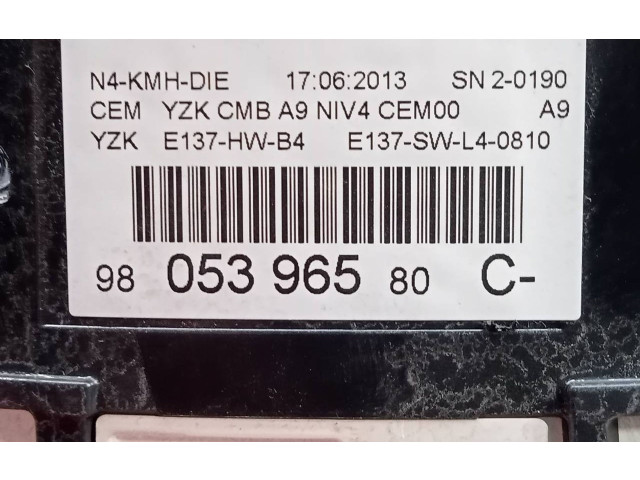 N4-KMH-DIE 17:06:2013 SN 2-0190
CEM YZK CMB A9 NIV4 CEM00 A9
YZK E137-HW-B4 E137-SW-L4-0810
98 053 965 80 C-